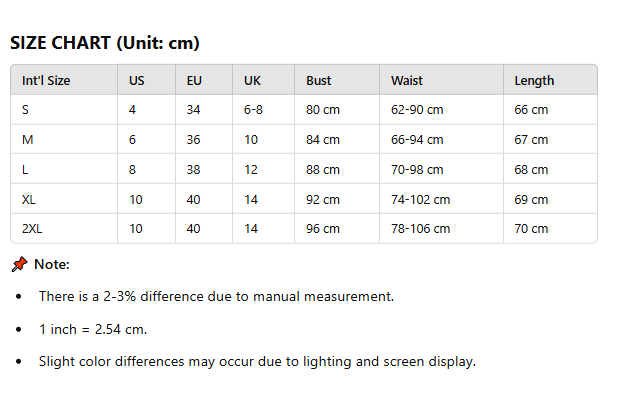 SIZE CHART (Unit: cm)
Int'l Size US EU UK Bust Waist Length
S 4 34 6-8 80 cm 62-90 cm 66 cm
M 6 36 10 84 cm 66-94 cm 67 cm
L 8 38 12 88 cm 70-98 cm 68 cm
XL 10 40 14 92 cm 74-102 cm 69 cm
2XL 10 40 14 96 cm 78-106 cm 70 cm
📌 Note:
• There is a 2-3% difference due to manual measurement.
• 1 inch = 2.54 cm.
• Slight color differences may occur due to lighting and screen display.